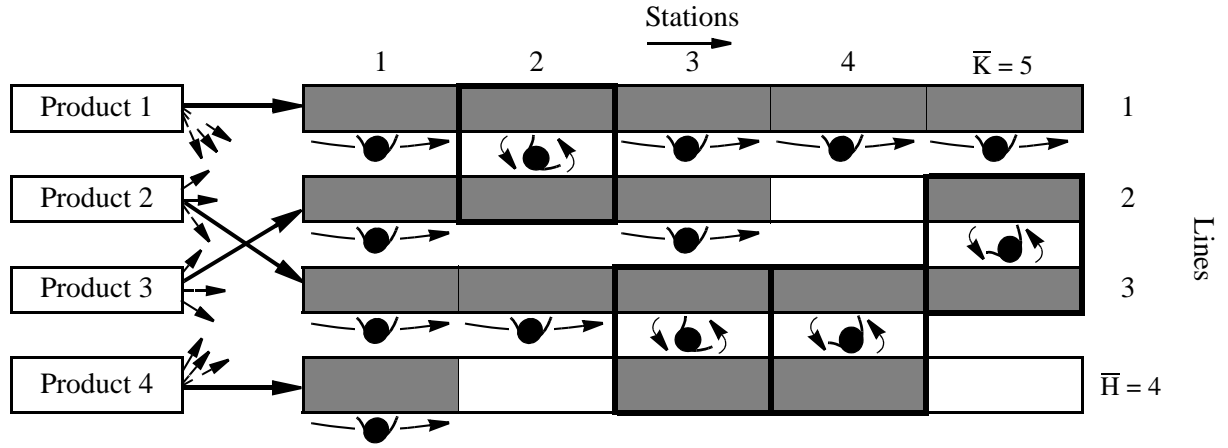 Stations
1 2 3 4 K̅ = 5
Product 1 1
Product 2 2
Product 3 3
Product 4 H̅ = 4
Lines